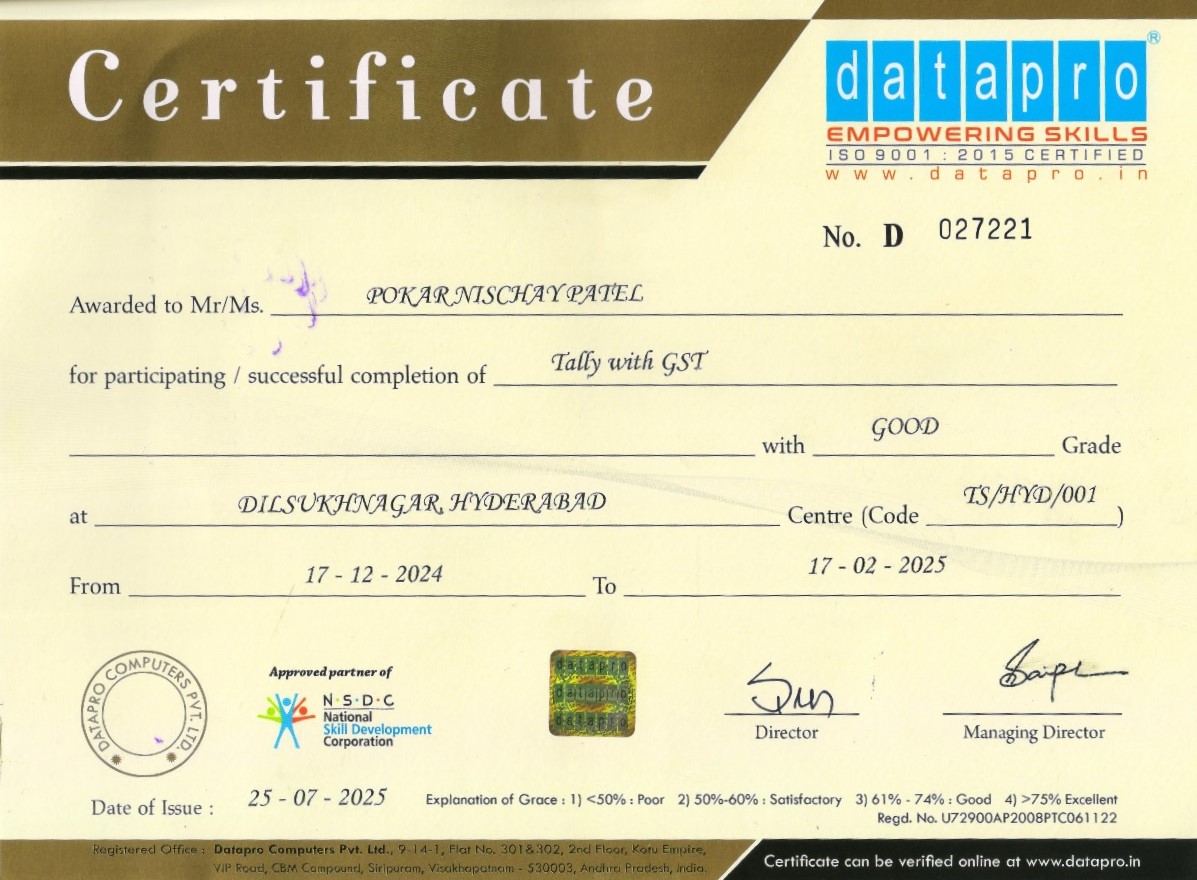 Certificate
datapro®
EMPOWERING SKILLS
ISO 9001 : 2015 CERTIFIED
www.datapro.in
No. D 027221
Awarded to Mr/Ms. POKAR NISCHAY PATEL
for participating / successful completion of Tally with GST
with GOOD Grade
at DILSUKHNAGAR, HYDERABAD Centre (Code TS/HYD/001)
From 17 - 12 - 2024 To 17 - 02 - 2025
DATAPRO COMPUTERS PVT. LTD.
Approved partner of
N·S·D·C
National
Skill Development
Corporation
datapro
datapro
datapro
Director
Managing Director
Date of Issue : 25 - 07 - 2025
Explanation of Grace : 1) <50% : Poor 2) 50%-60% : Satisfactory 3) 61% - 74% : Good 4) >75% Excellent
Regd. No. U72900AP2008PTC061122
Registered Office : Datapro Computers Pvt. Ltd., 9-14-1, Flat No. 301&302, 2nd Floor, Kotu Empire,
VIP Road, CBM Compound, Siripuram, Visakhapatnam - 530003, Andhra Pradesh, India.
Certificate can be verified online at www.datapro.in